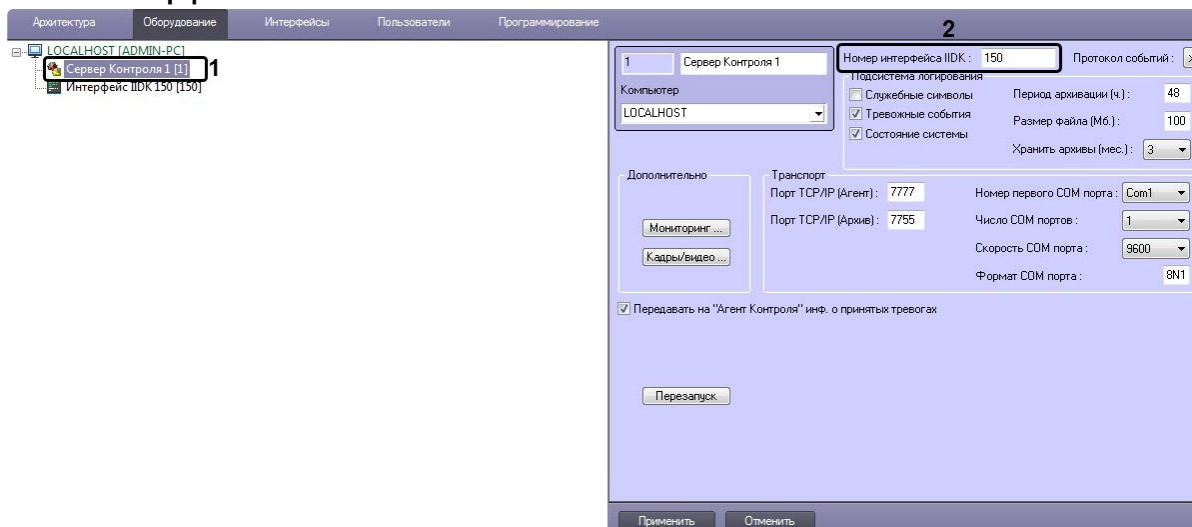 Архитектура Оборудование Интерфейсы Пользователи Программирование
2
LOCALHOST [ADMIN-PC]
Сервер Контроля 1 [1] 1
Интерфейс IIDK 150 [150]
1 Сервер Контроля 1
Номер интерфейса IIDK : 150 Протокол событий :
Компьютер
LOCALHOST
Подсистема логирования
Служебные символы Период архивации (ч.) : 48
Тревожные события Размер файла (Мб.) : 100
Состояние системы
Хранить архивы (мес.) : 3
Дополнительно
Мониторинг ...
Кадры/видео ...
Транспорт
Порт TCP/IP (Агент) : 7777 Номер первого COM порта : Com1
Порт TCP/IP (Архив) : 7755 Число COM портов : 1
Скорость COM порта : 9600
Формат COM порта : 8N1
Передавать на "Агент Контроля" инф. о принятых тревогах
Перезапуск
Применить Отменить